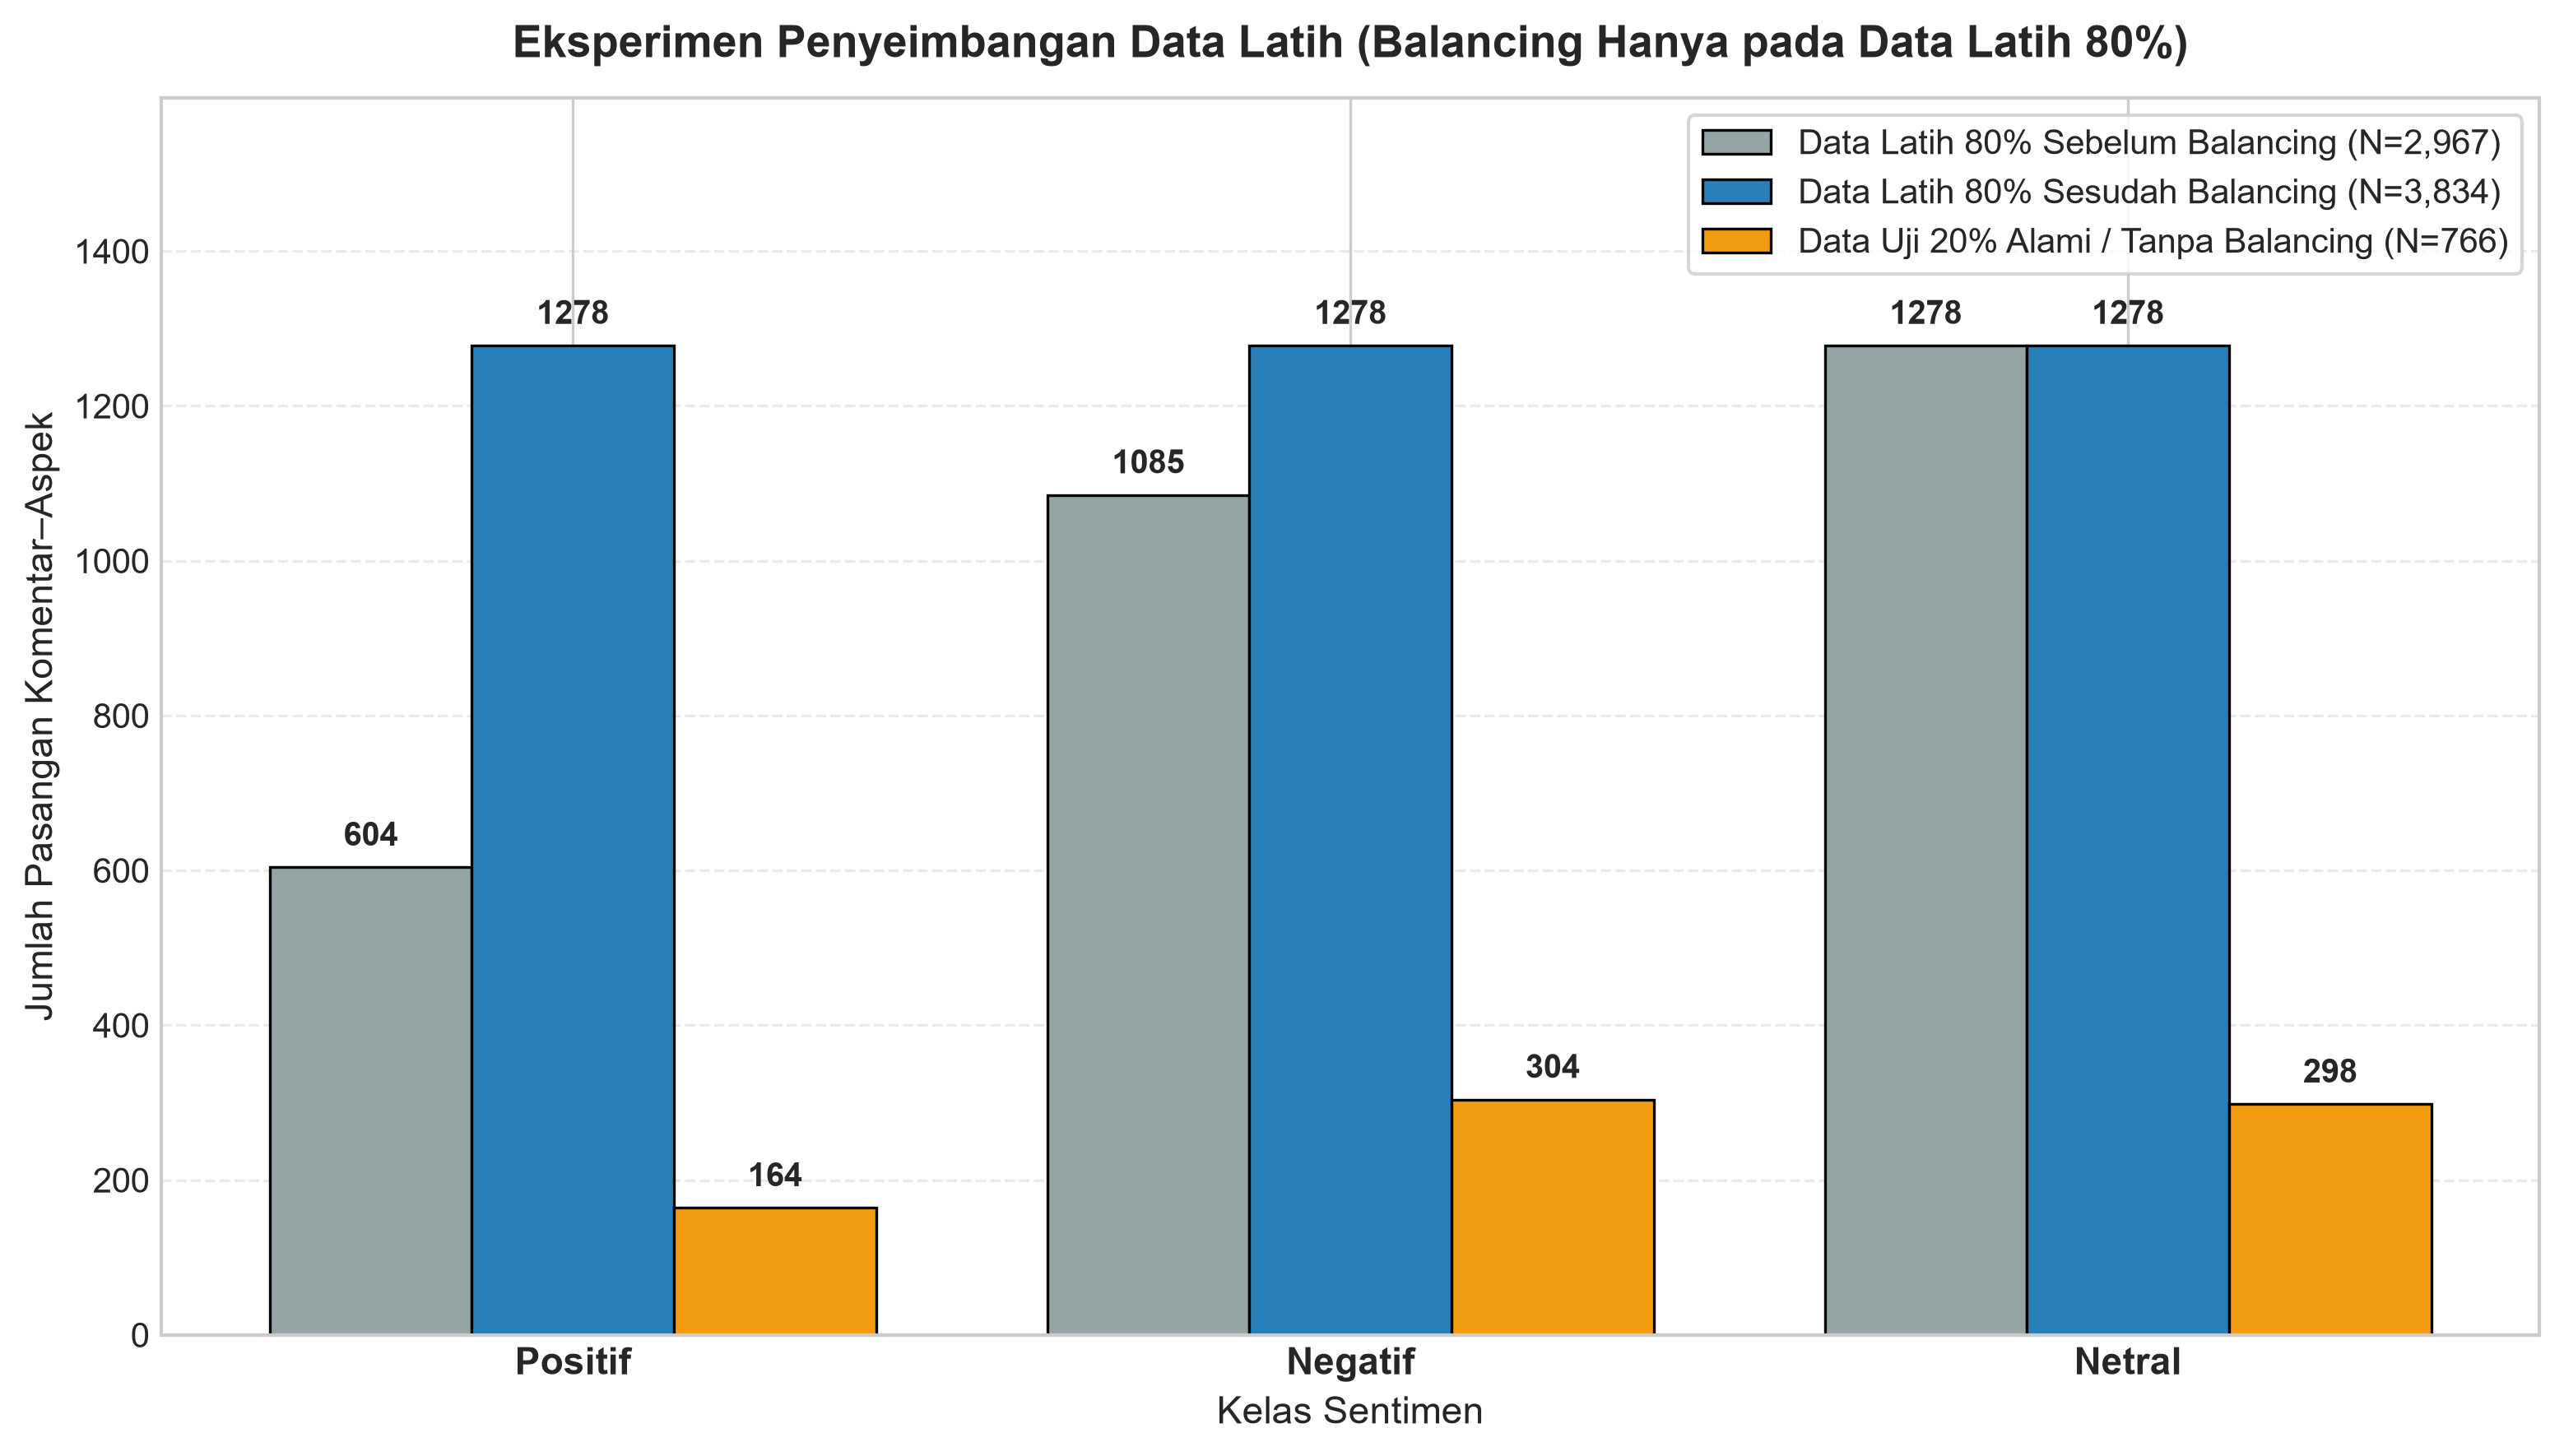 Eksperimen Penyeimbangan Data Latih (Balancing Hanya pada Data Latih 80%)
Data Latih 80% Sebelum Balancing (N=2,967)
Data Latih 80% Sesudah Balancing (N=3,834)
Data Uji 20% Alami / Tanpa Balancing (N=766)
Jumlah Pasangan Komentar–Aspek
1400
1200
1000
800
600
400
200
0
604
1278
164
1085
1278
304
1278
1278
298
Positif
Negatif
Netral
Kelas Sentimen